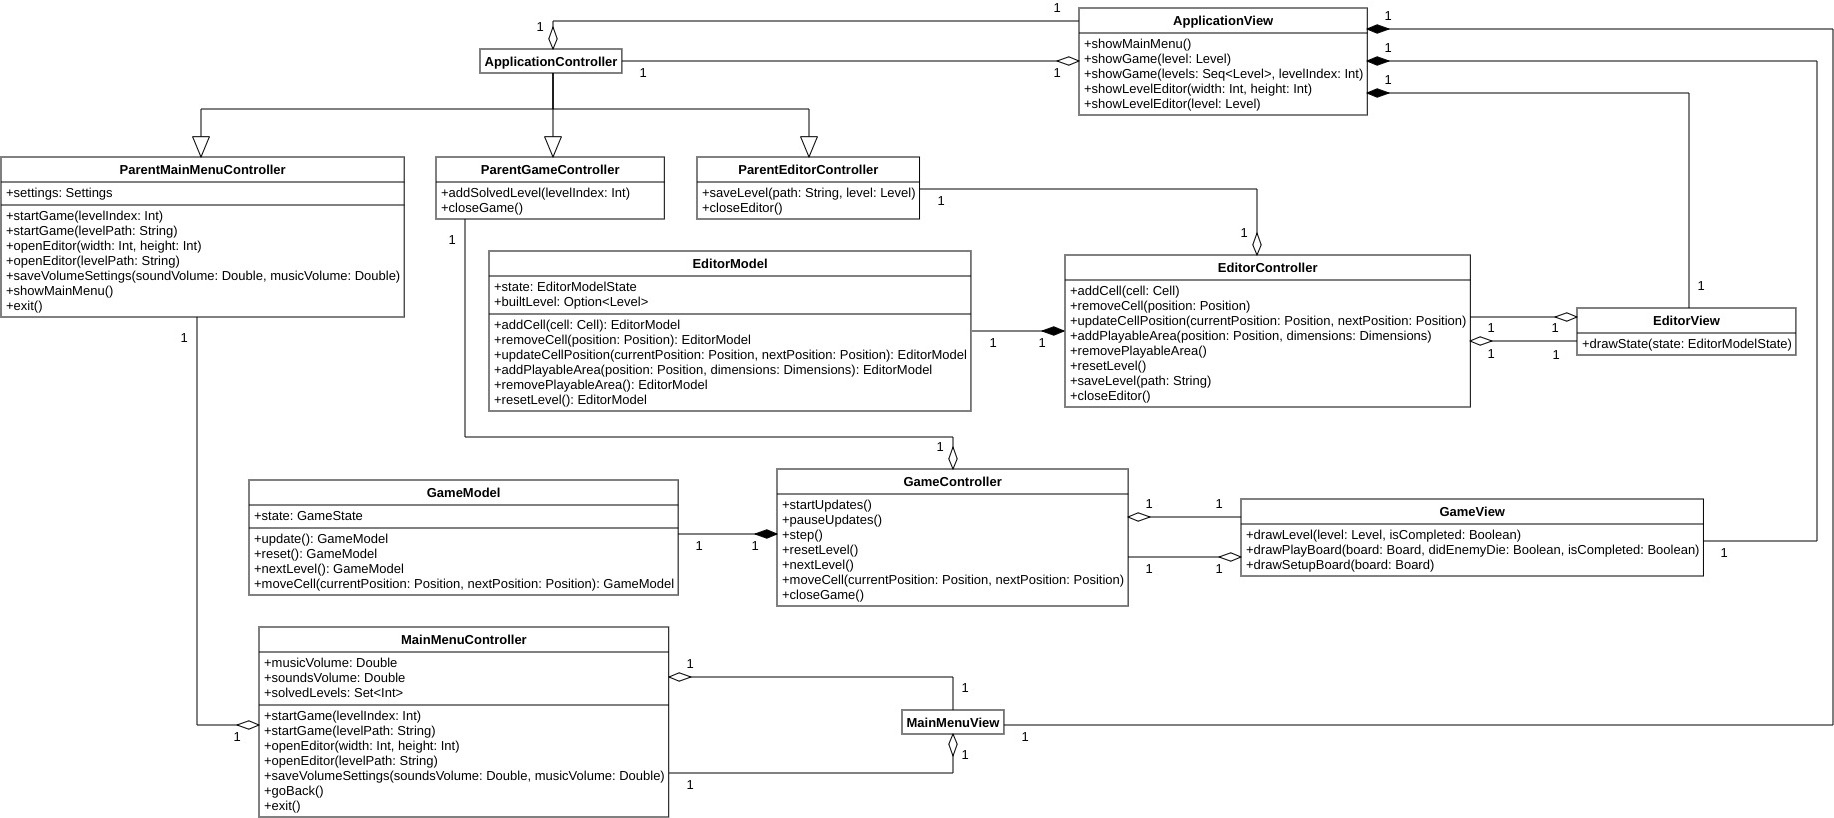 1
1
ApplicationView
1
+showMainMenu()
+showGame(level: Level)
+showGame(levels: Seq<Level>, levelIndex: Int)
+showLevelEditor(width: Int, height: Int)
+showLevelEditor(level: Level)
1
1
ApplicationController
1
1
ParentMainMenuController
+settings: Settings
+startGame(levelIndex: Int)
+startGame(levelPath: String)
+openEditor(width: Int, height: Int)
+openEditor(levelPath: String)
+saveVolumeSettings(soundVolume: Double, musicVolume: Double)
+showMainMenu()
+exit()
1
ParentGameController
+addSolvedLevel(levelIndex: Int)
+closeGame()
1
ParentEditorController
+saveLevel(path: String, level: Level)
+closeEditor()
1
1
EditorModel
+state: EditorModelState
+builtLevel: Option<Level>
+addCell(cell: Cell): EditorModel
+removeCell(position: Position): EditorModel
+updateCellPosition(currentPosition: Position, nextPosition: Position): EditorModel
+addPlayableArea(position: Position, dimensions: Dimensions): EditorModel
+removePlayableArea(): EditorModel
+resetLevel(): EditorModel
1
1
EditorController
+addCell(cell: Cell)
+removeCell(position: Position)
+updateCellPosition(currentPosition: Position, nextPosition: Position)
+addPlayableArea(position: Position, dimensions: Dimensions)
+removePlayableArea()
+resetLevel()
+saveLevel(path: String)
+closeEditor()
1
1
1
1
1
EditorView
+drawState(state: EditorModelState)
1
GameModel
+state: GameState
+update(): GameModel
+reset(): GameModel
+nextLevel(): GameModel
+moveCell(currentPosition: Position, nextPosition: Position): GameModel
1
1
GameController
+startUpdates()
+pauseUpdates()
+step()
+resetLevel()
+nextLevel()
+moveCell(currentPosition: Position, nextPosition: Position)
+closeGame()
1
1
1
1
GameView
+drawLevel(level: Level, isCompleted: Boolean)
+drawPlayBoard(board: Board, didEnemyDie: Boolean, isCompleted: Boolean)
+drawSetupBoard(board: Board)
1
MainMenuController
+musicVolume: Double
+soundsVolume: Double
+solvedLevels: Set<Int>
+startGame(levelIndex: Int)
+startGame(levelPath: String)
+openEditor(width: Int, height: Int)
+openEditor(levelPath: String)
+saveVolumeSettings(soundsVolume: Double, musicVolume: Double)
+goBack()
+exit()
1
1
1
MainMenuView
1
1
1